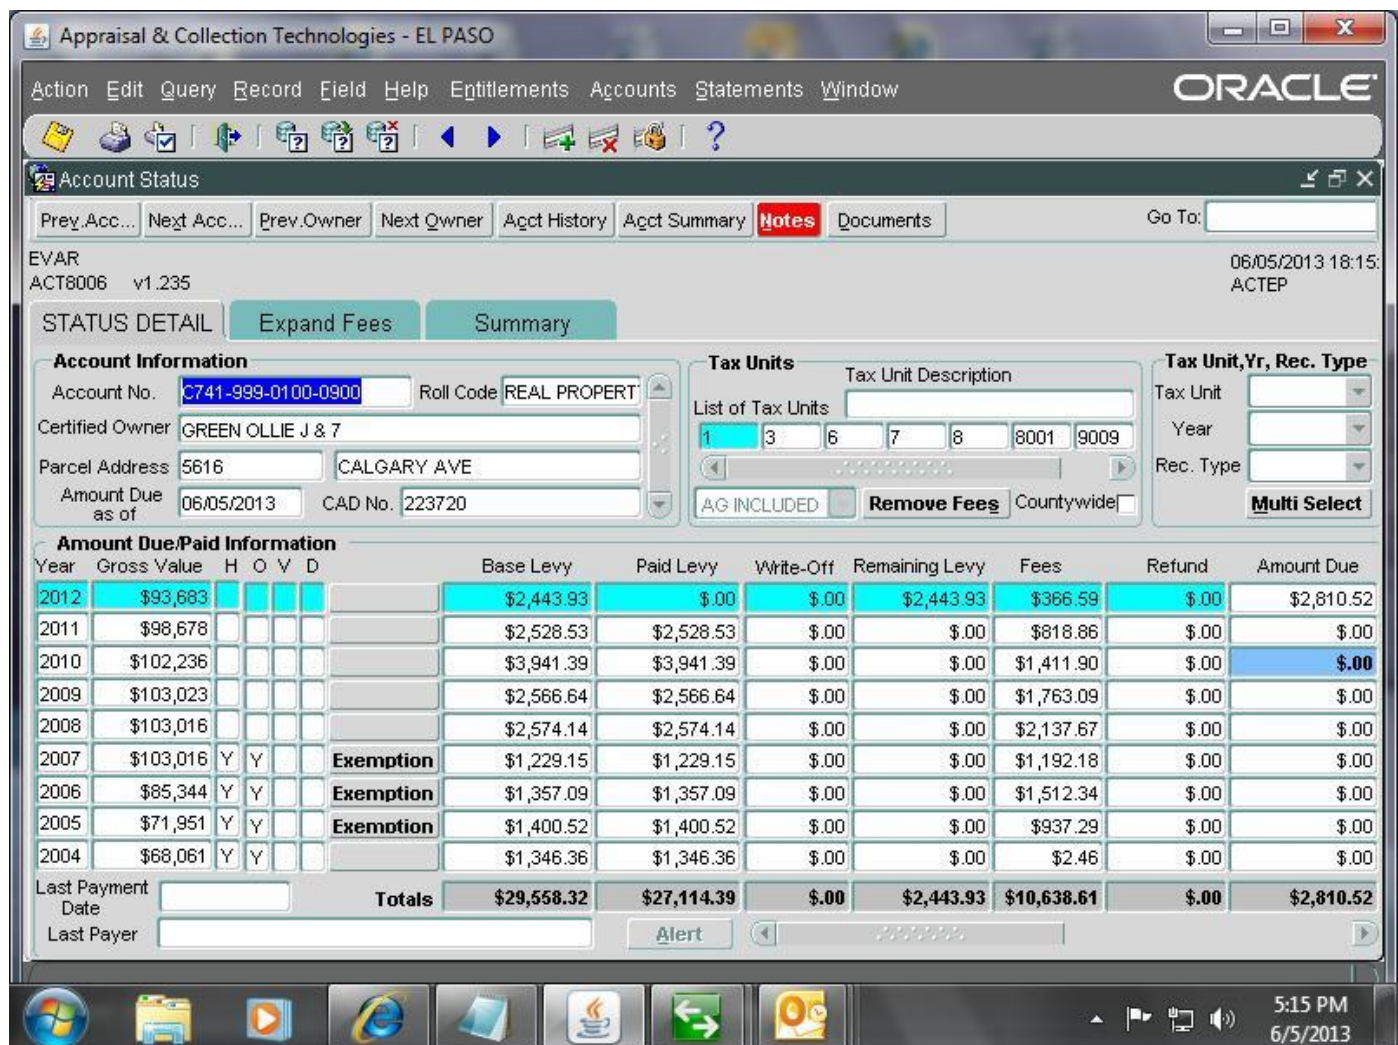 Appraisal & Collection Technologies - EL PASO
Action Edit Query Record Field Help Entitlements Accounts Statements Window ORACLE
Account Status
Prev.Acc... Next Acc... Prev.Owner Next Owner Acct History Acct Summary Notes Documents Go To:
EVAR 06/05/2013 18:15:
ACT8006 v1.235 ACTEP
STATUS DETAIL Expand Fees Summary
Account Information Tax Units Tax Unit,Yr, Rec. Type
Account No. C741-999-0100-0900 Roll Code REAL PROPERT List of Tax Units Tax Unit Description Tax Unit
Certified Owner GREEN OLLIE J & 7 1 3 6 7 8 8001 9009 Year
Parcel Address 5616 CALGARY AVE Rec. Type
Amount Due as of 06/05/2013 CAD No. 223720 AG INCLUDED Remove Fees Countywide Multi Select
Amount Due/Paid Information
Year Gross Value H O V D Base Levy Paid Levy Write-Off Remaining Levy Fees Refund Amount Due
2012 $93,683 $2,443.93 $.00 $.00 $2,443.93 $366.59 $.00 $2,810.52
2011 $98,678 $2,528.53 $2,528.53 $.00 $.00 $818.86 $.00 $.00
2010 $102,236 $3,941.39 $3,941.39 $.00 $.00 $1,411.90 $.00 $.00
2009 $103,023 $2,566.64 $2,566.64 $.00 $.00 $1,763.09 $.00 $.00
2008 $103,016 $2,574.14 $2,574.14 $.00 $.00 $2,137.67 $.00 $.00
2007 $103,016 Y Y Exemption $1,229.15 $1,229.15 $.00 $.00 $1,192.18 $.00 $.00
2006 $85,344 Y Y Exemption $1,357.09 $1,357.09 $.00 $.00 $1,512.34 $.00 $.00
2005 $71,951 Y Y Exemption $1,400.52 $1,400.52 $.00 $.00 $937.29 $.00 $.00
2004 $68,061 Y Y $1,346.36 $1,346.36 $.00 $.00 $2.46 $.00 $.00
Last Payment Date Totals $29,558.32 $27,114.39 $.00 $2,443.93 $10,638.61 $.00 $2,810.52
Last Payer Alert
5:15 PM
6/5/2013